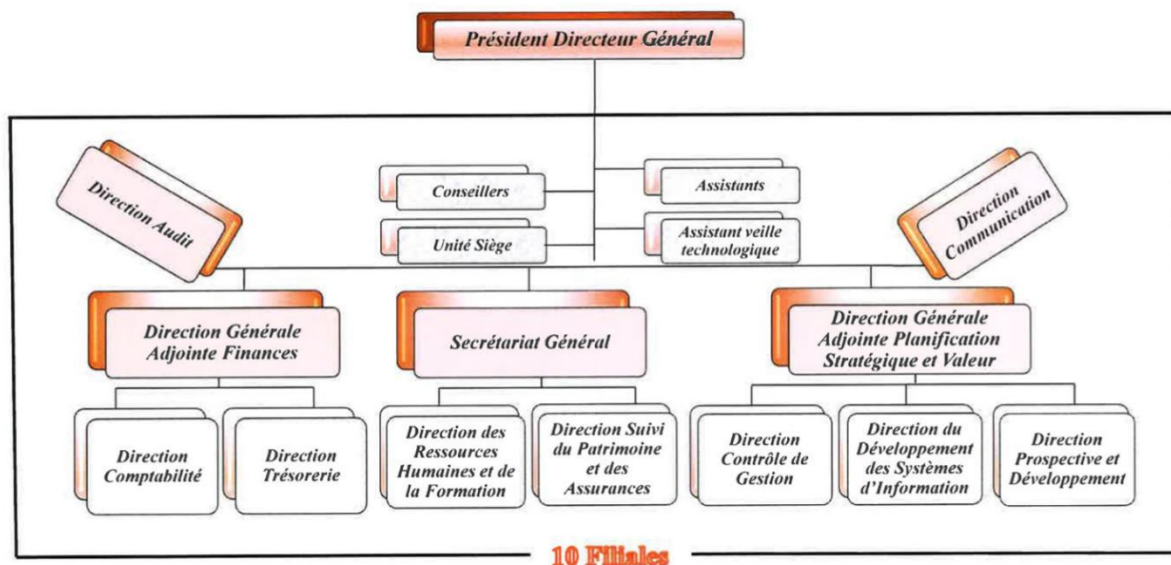 Président Directeur Général
Direction Audit
Conseillers
Assistants
Unité Siège
Assistant veille
technologique
Direction
Communication
Direction Générale
Adjointe Finances
Secrétariat Général
Direction Générale
Adjointe Planification
Stratégique et Valeur
Direction
Comptabilité
Direction
Trésorerie
Direction des
Ressources
Humaines et de
la Formation
Direction Suivi
du Patrimoine
et des
Assurances
Direction
Contrôle de
Gestion
Direction du
Développement
des Systèmes
d'Information
Direction
Prospective et
Développement
10 Filiales